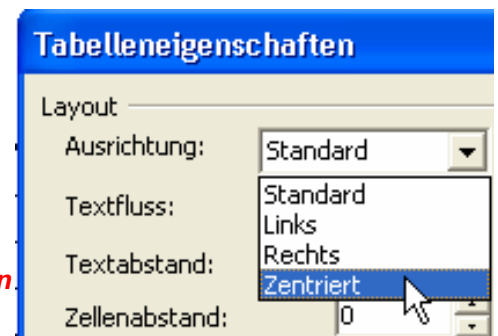 Tabelleneigenschaften
Layout
Ausrichtung: Standard
Standard
Textfluss:
Links
Rechts
Textabstand:
Zentriert
n
Zellenabstand: 0